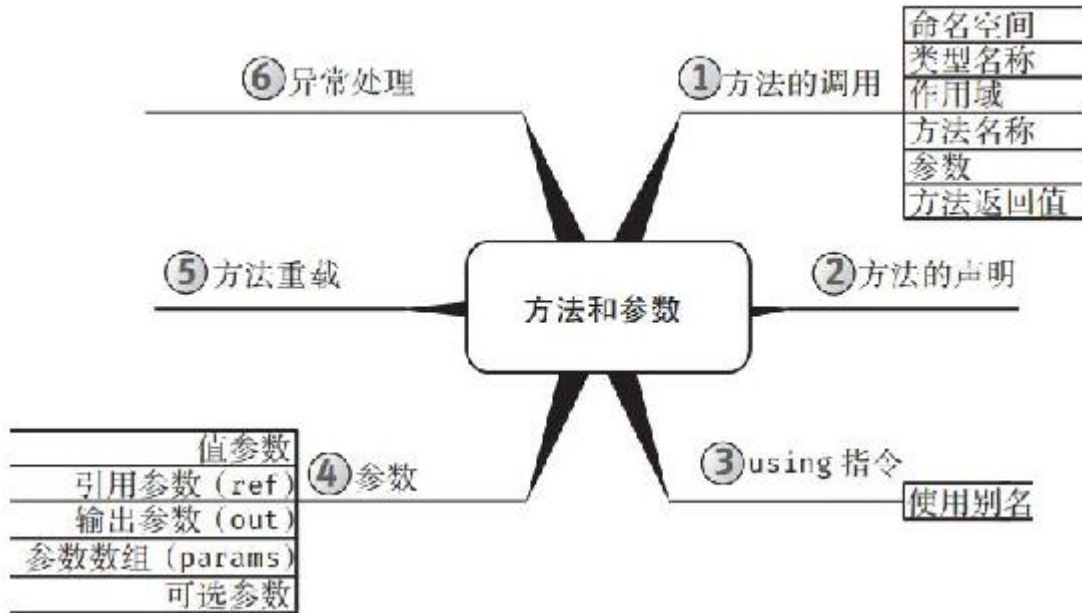 方法和参数
①方法的调用
命名空间
类型名称
作用域
方法名称
参数
方法返回值
②方法的声明
③using 指令
使用别名
④参数
值参数
引用参数 (ref)
输出参数 (out)
参数数组 (params)
可选参数
⑤方法重载
⑥异常处理